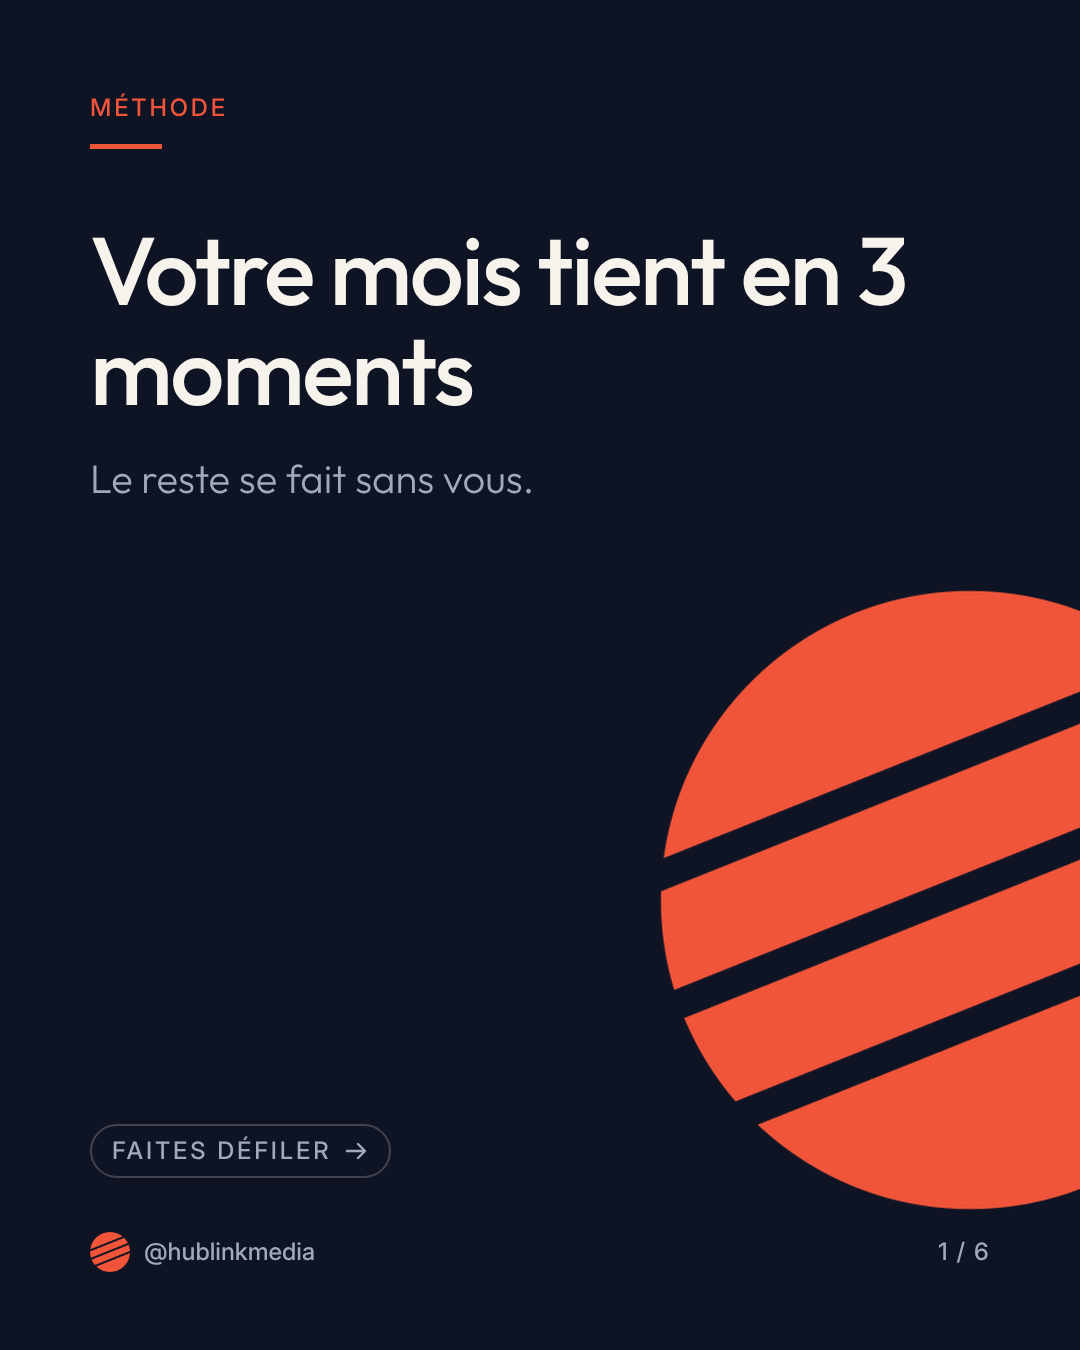 MÉTHODE
Votre mois tient en 3
moments
Le reste se fait sans vous.
FAITES DÉFILER →
@hublinkmedia
1 / 6